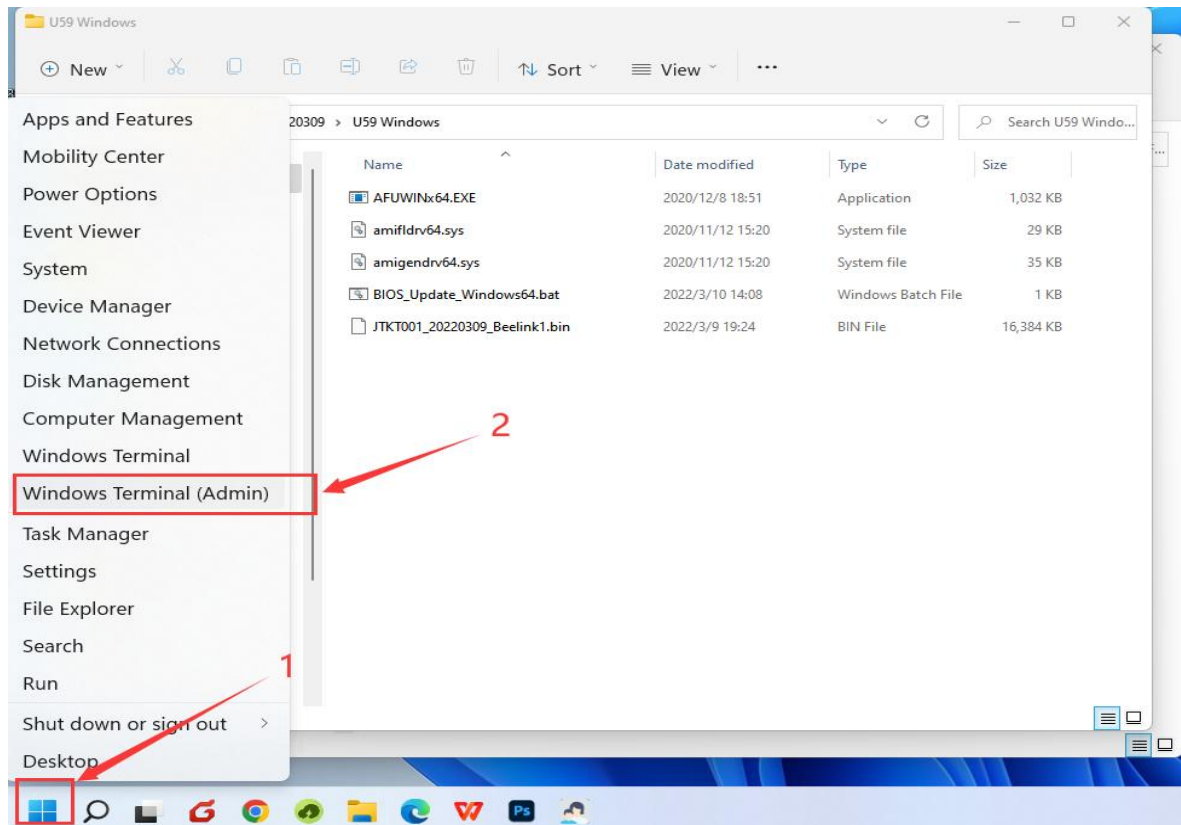 U59 Windows
New
Sort
View
20309 > U59 Windows
Search U59 Windo...
Name
Date modified
Type
Size
AFUWINx64.EXE
2020/12/8 18:51
Application
1,032 KB
amifldrv64.sys
2020/11/12 15:20
System file
29 KB
amigendrv64.sys
2020/11/12 15:20
System file
35 KB
BIOS_Update_Windows64.bat
2022/3/10 14:08
Windows Batch File
1 KB
JTKT001_20220309_Beelink1.bin
2022/3/9 19:24
BIN File
16,384 KB
Apps and Features
Mobility Center
Power Options
Event Viewer
System
Device Manager
Network Connections
Disk Management
Computer Management
Windows Terminal
Windows Terminal (Admin)
Task Manager
Settings
File Explorer
Search
Run
Shut down or sign out >
Desktop
2
1
Ps